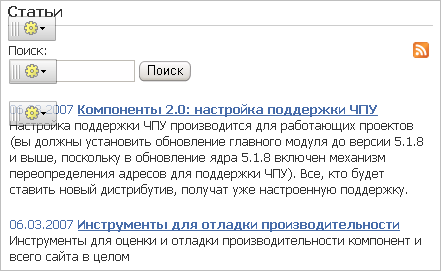 Статьи
Поиск:
Поиск
06.03.2007 Компоненты 2.0: настройка поддержки ЧПУ
Настройка поддержки ЧПУ производится для работающих проектов
(вы должны установить обновление главного модуля до версии 5.1.8
и выше, поскольку в обновление ядра 5.1.8 включен механизм
переопределения адресов для поддержки ЧПУ). Все, кто будет
ставить новый дистрибутив, получат уже настроенную поддержку.
06.03.2007 Инструменты для отладки производительности
Инструменты для оценки и отладки производительности компонент и
всего сайта в целом